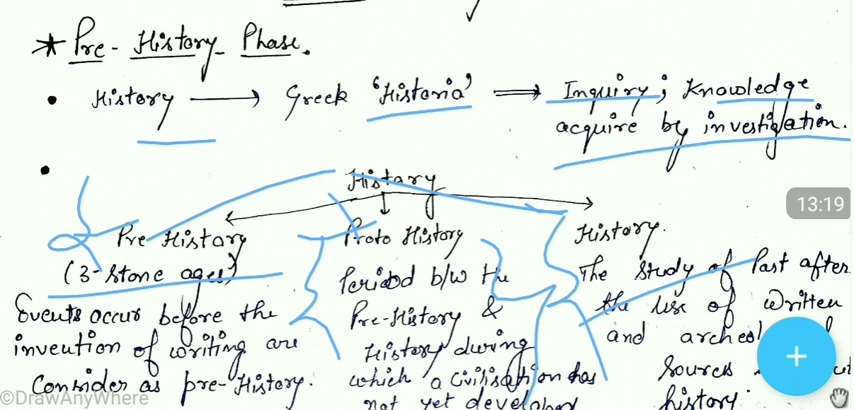 * Pre-History Phase.
• History → Greek 'Historia' ⇒ Inquiry; Knowledge
acquire by investigation.
• History
13:19
Pre History
(3-Stone ages)
Events occur before the
invention of writing are
Consider as pre-History.
Proto History
Period b/w the
Pre-History &
History during
which a civilisation has
not yet developed
History.
The study of Past after
the use of written
and
Sources
history.
©DrawAnyWhere